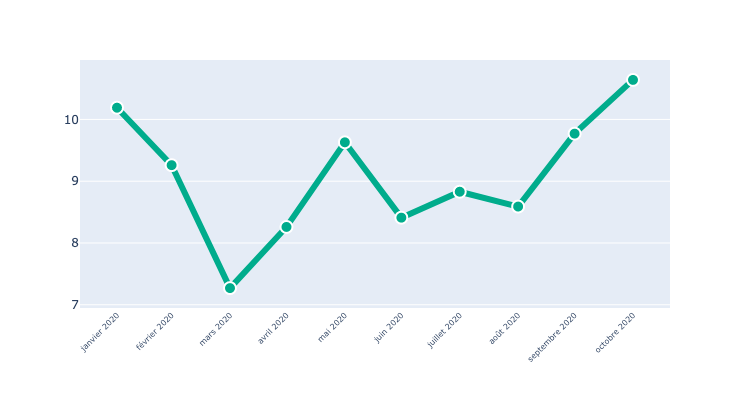 10
9
8
7
janvier 2020
février 2020
mars 2020
avril 2020
mai 2020
juin 2020
juillet 2020
août 2020
septembre 2020
octobre 2020